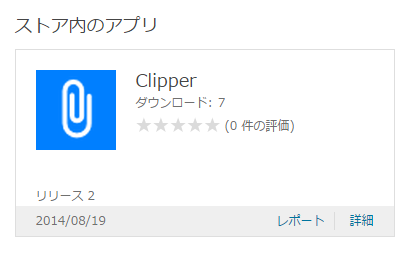 ストア内のアプリ
Clipper
ダウンロード: 7
(0 件の評価)
リリース 2
2014/08/19
レポート
詳細